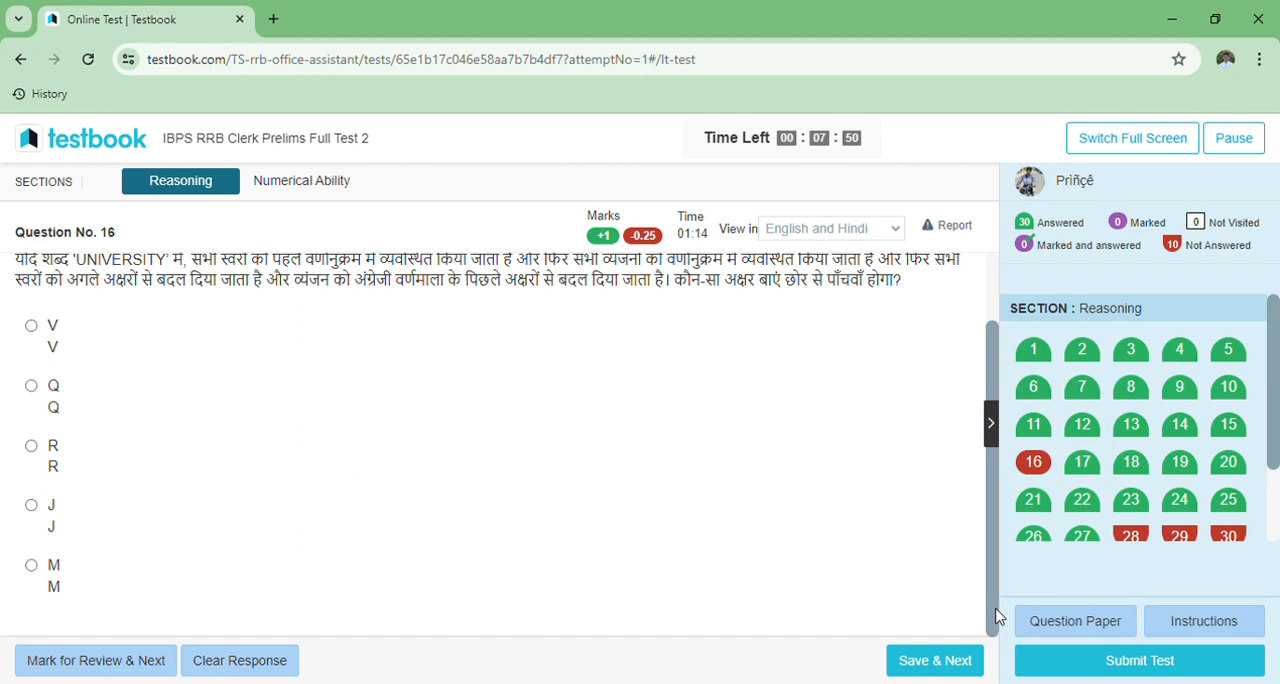 Online Test | Testbook
testbook.com/TS-rrb-office-assistant/tests/65e1b17c046e58aa7b7b4df7?attemptNo=1#/lt-test
History
testbook IBPS RRB Clerk Prelims Full Test 2 Time Left 00 : 07 : 50 Switch Full Screen Pause
SECTIONS Reasoning Numerical Ability Priñçê
Question No. 16 Marks +1 -0.25 Time 01:14 View in English and Hindi Report
30 Answered 0 Marked 0 Not Visited
0 Marked and answered 10 Not Answered
यदि शब्द 'UNIVERSITY' में, सभी स्वरों को पहले वर्णानुक्रम में व्यवस्थित किया जाता है और फिर सभी व्यंजनों को वर्णानुक्रम में व्यवस्थित किया जाता है और फिर सभी
स्वरों को अगले अक्षरों से बदल दिया जाता है और व्यंजन को अंग्रेजी वर्णमाला के पिछले अक्षरों से बदल दिया जाता है। कौन-सा अक्षर बाएं छोर से पाँचवाँ होगा?
V
V
Q
Q
R
R
J
J
M
M
SECTION : Reasoning
1 2 3 4 5
6 7 8 9 10
11 12 13 14 15
16 17 18 19 20
21 22 23 24 25
26 27 28 29 30
Question Paper Instructions
Mark for Review & Next Clear Response Save & Next Submit Test